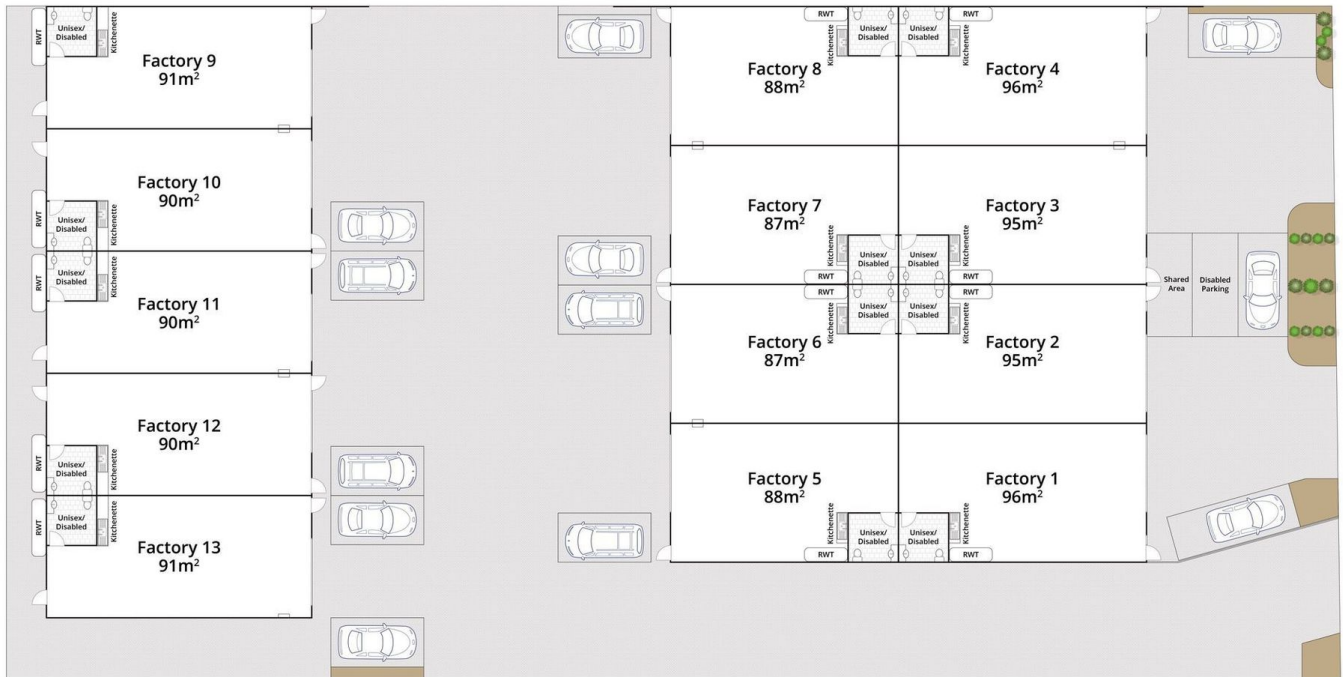 RWT
Unisex/
Disabled
Kitchenette
Factory 9
91m²
Factory 10
90m²
RWT
Unisex/
Disabled
Kitchenette
RWT
Unisex/
Disabled
Kitchenette
Factory 11
90m²
Factory 12
90m²
RWT
Unisex/
Disabled
Kitchenette
RWT
Unisex/
Disabled
Kitchenette
Factory 13
91m²
RWT
Unisex/
Disabled
Kitchenette
Factory 8
88m²
Unisex/
Disabled
RWT
Kitchenette
Factory 4
96m²
Factory 7
87m²
Kitchenette
Unisex/
Disabled
RWT
Factory 3
95m²
Unisex/
Disabled
Kitchenette
RWT
RWT
Unisex/
Disabled
Kitchenette
Factory 6
87m²
RWT
Unisex/
Disabled
Kitchenette
Factory 2
95m²
Shared
Area
Disabled
Parking
Factory 5
88m²
Kitchenette
Unisex/
Disabled
RWT
Factory 1
96m²
Unisex/
Disabled
Kitchenette
RWT